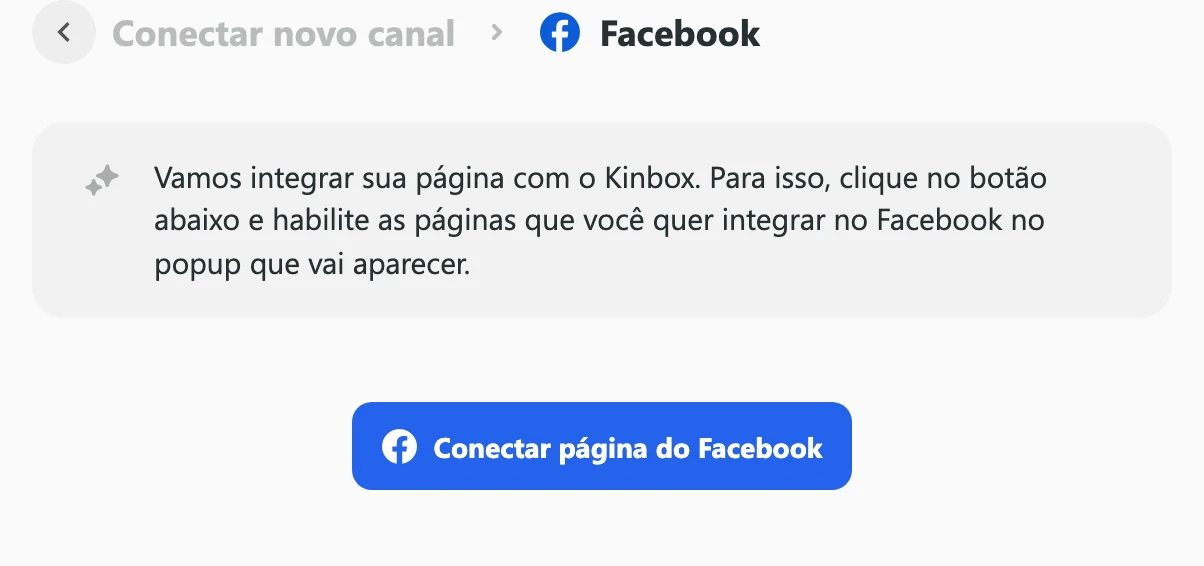 Conectar novo canal > Facebook
Vamos integrar sua página com o Kinbox. Para isso, clique no botão
abaixo e habilite as páginas que você quer integrar no Facebook no
popup que vai aparecer.
Conectar página do Facebook